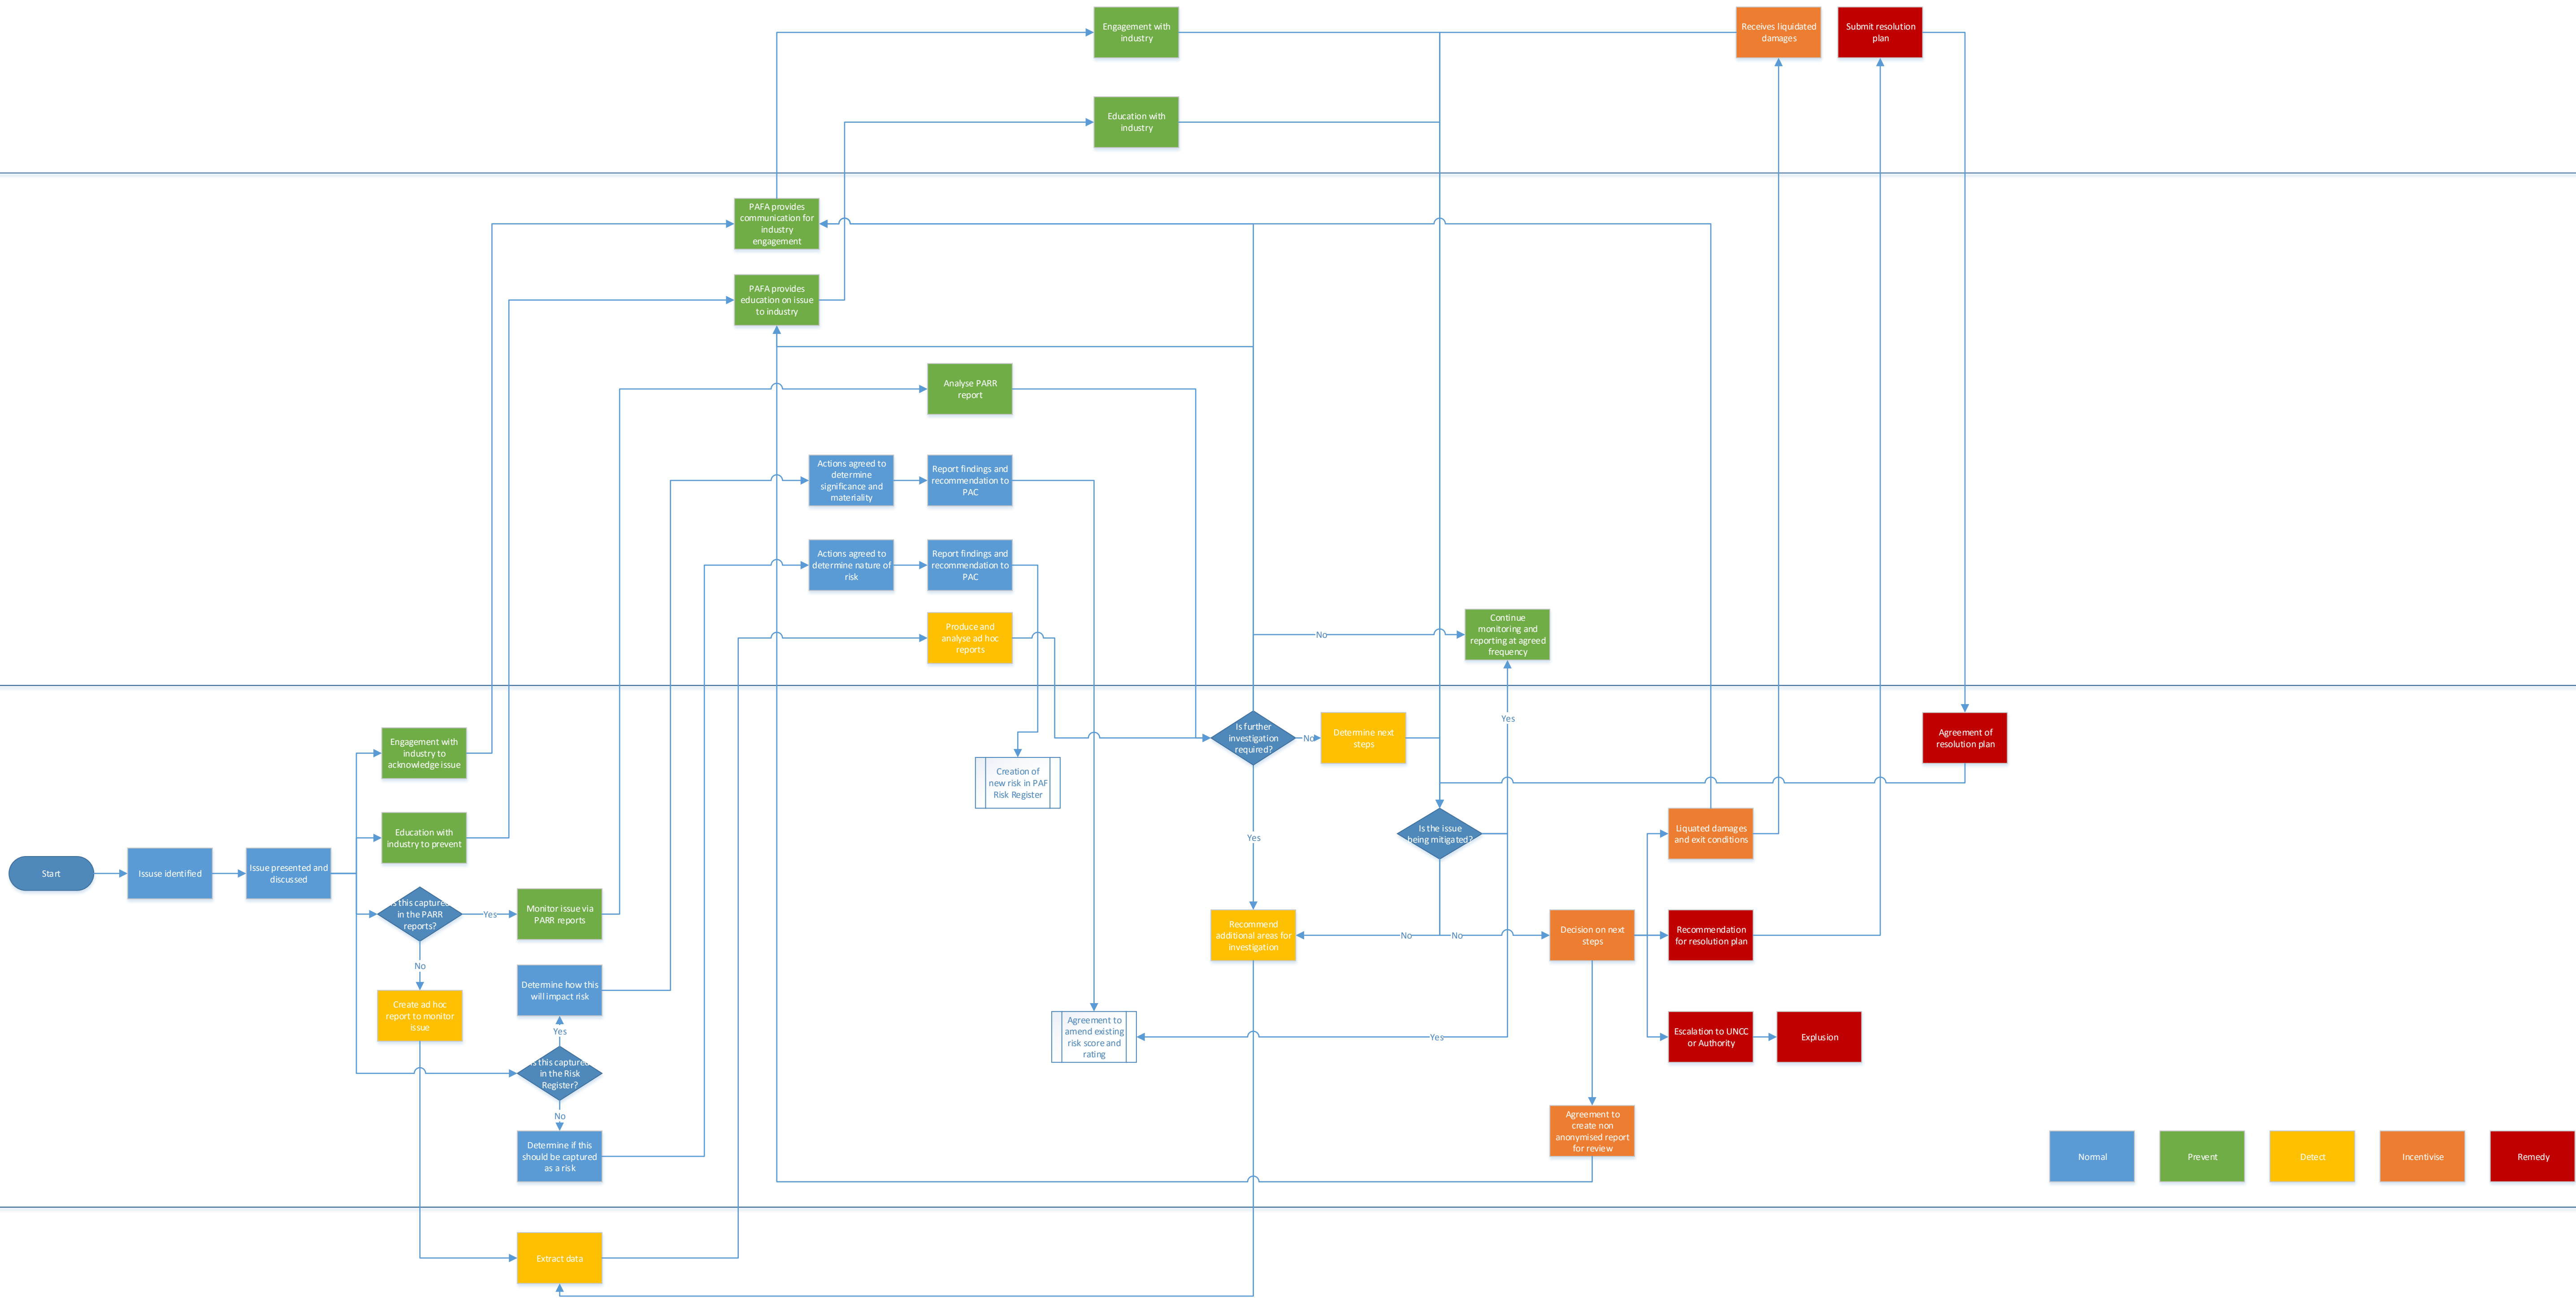 Engagement with
industry
Receives liquidated
damages
Submit resolution
plan
Education with
industry
PAFA provides
communication for
industry
engagement
PAFA provides
education on issue
to industry
Analyse PARR
report
Actions agreed to
determine
significance and
materiality
Report findings and
recommendation to
PAC
Actions agreed to
determine nature of
risk
Report findings and
recommendation to
PAC
Produce and
analyse ad hoc
reports
No
Continue
monitoring and
reporting at agreed
frequency
Yes
Engagement with
industry to
acknowledge issue
Is further
investigation
required?
No
Determine next
steps
Agreement of
resolution plan
Creation of
new risk in PAF
Risk Register
Education with
industry to prevent
Yes
Is the issue
being mitigated?
Liquated damages
and exit conditions
Start
Issuse identified
Issue presented and
discussed
Is this captured
in the PARR
reports?
Yes
Monitor issue via
PARR reports
Recommend
additional areas for
investigation
No
No
Decision on next
steps
Recommendation
for resolution plan
No
Create ad hoc
report to monitor
issue
Determine how this
will impact risk
Yes
Agreement to
amend existing
risk score and
rating
Yes
Escalation to UNCC
or Authority
Explusion
Is this captured
in the Risk
Register?
No
Determine if this
should be captured
as a risk
Agreement to
create non
anonymised report
for review
Normal
Prevent
Detect
Incentivise
Remedy
Extract data